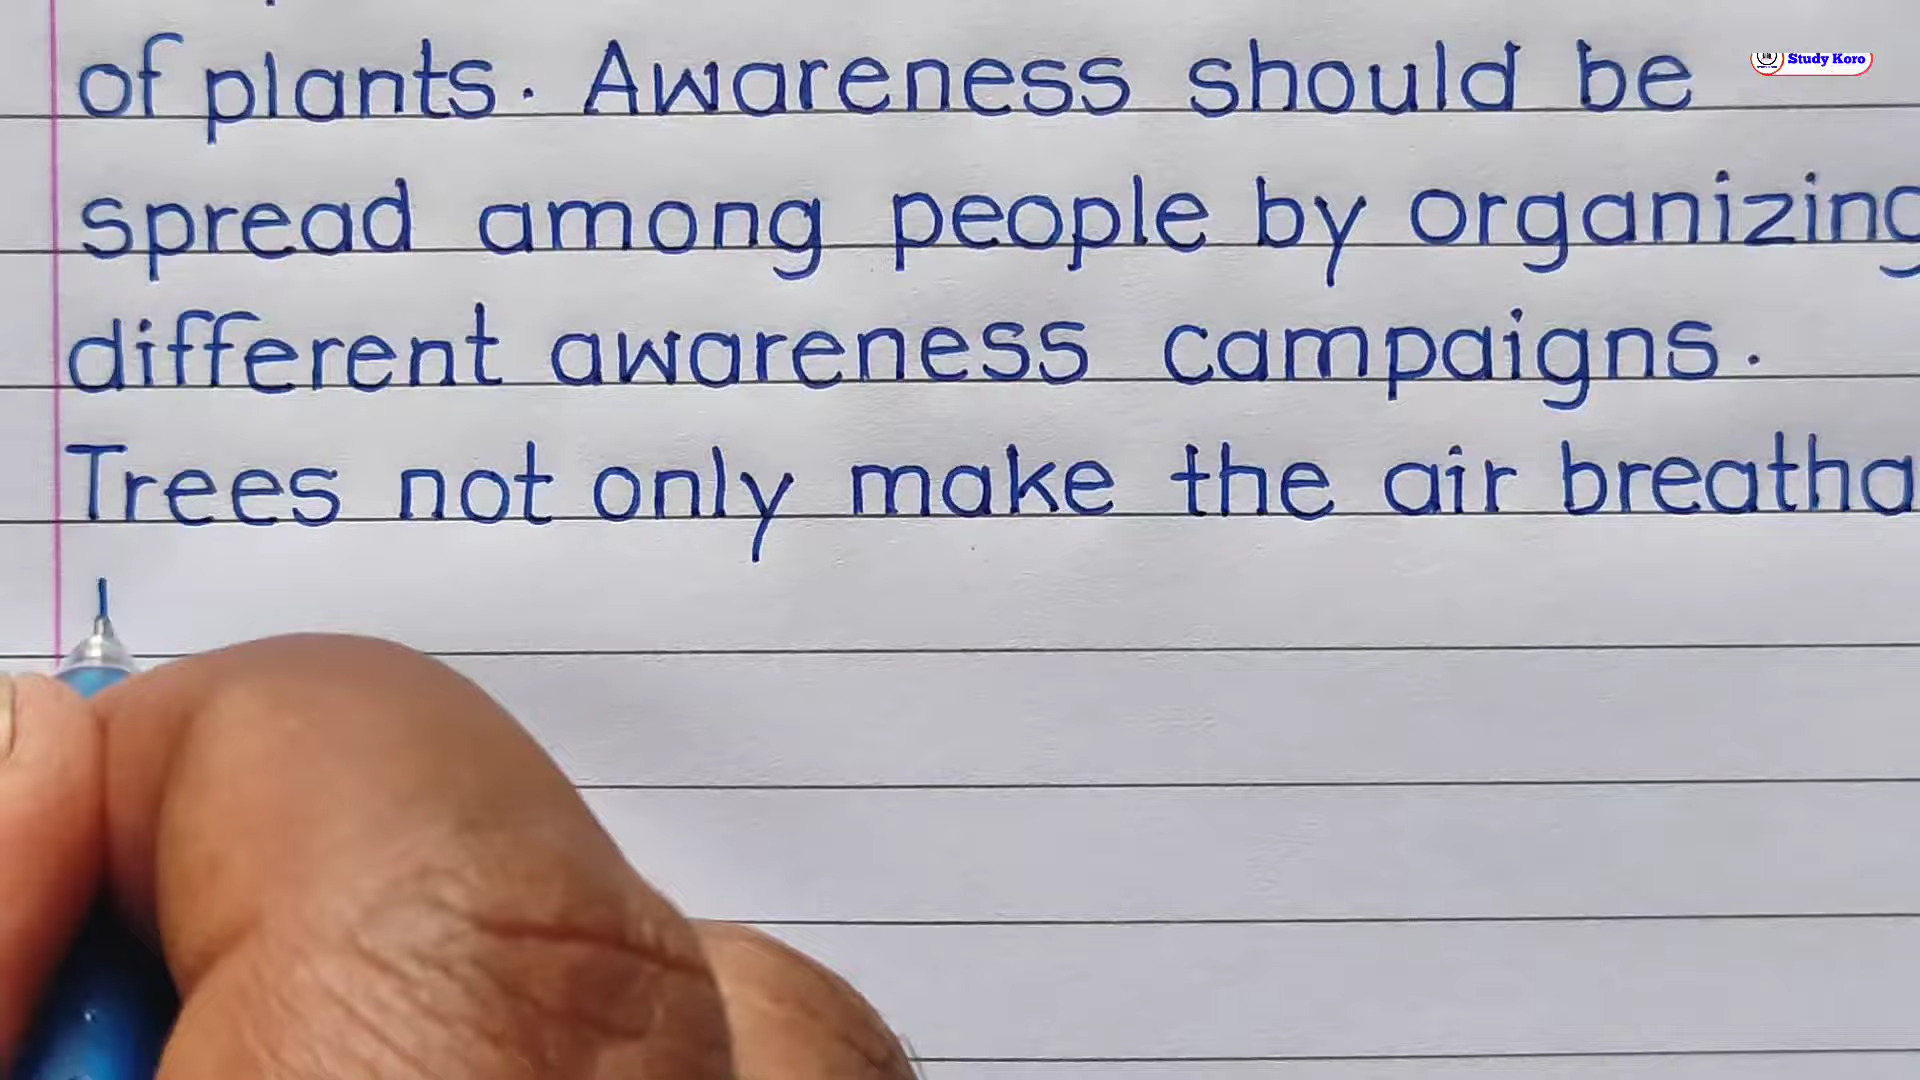 Study Koro
of plants. Awareness should be
spread among people by organizing
different awareness campaigns.
Trees not only make the air breatha